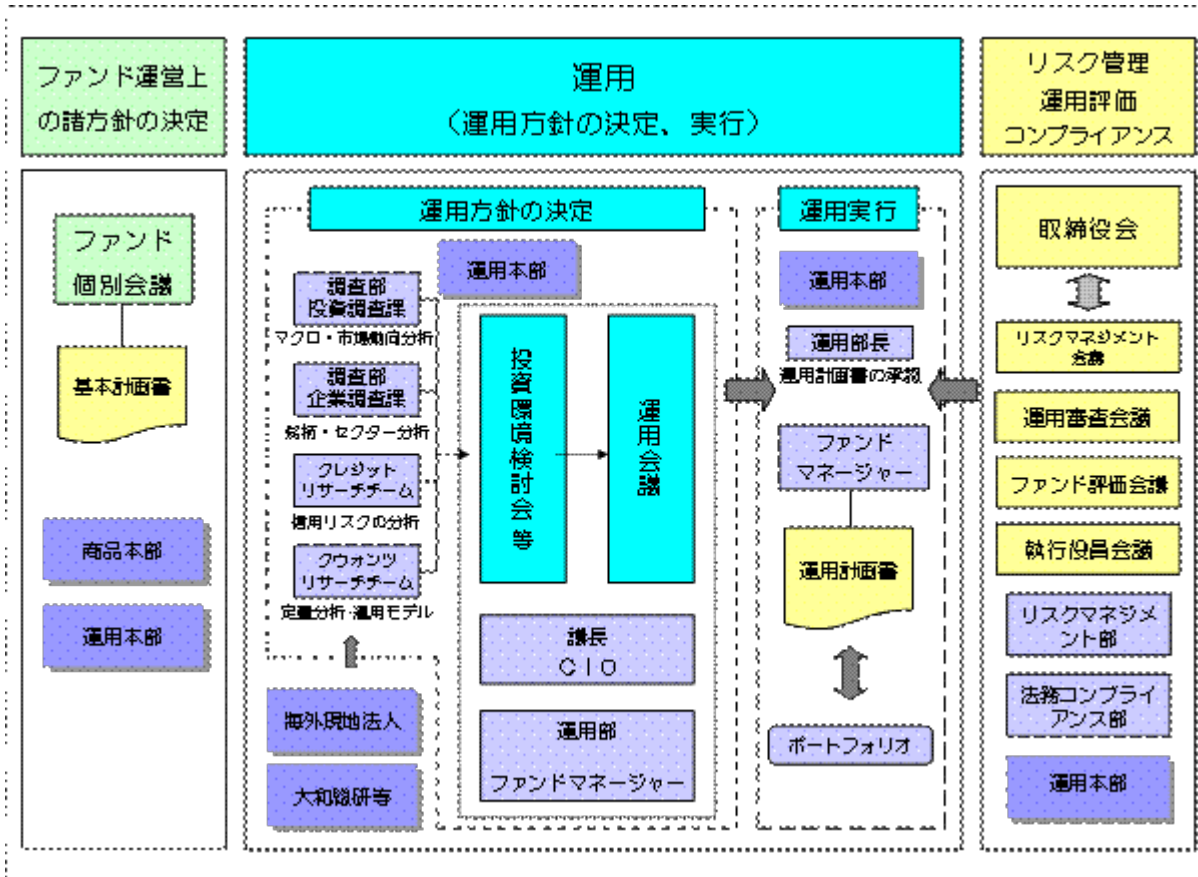 ファンド運営上
の諸方針の決定
ファンド
個別会議
基本計画書
商品本部
運用本部
運用
（運用方針の決定、実行）
運用方針の決定
運用本部
調査部
投資調査課
マクロ・市場動向分析
調査部
企業調査課
銘柄・セクター分析
クレジット
リサーチチーム
信用リスクの分析
クウォンツ
リサーチチーム
定量分析・運用モデル
海外現地法人
大和総研等
投資環境検討会等
運用会議
議長
ＣＩＯ
運用部
ファンドマネージャー
運用実行
運用本部
運用部長
運用計画書の承認
ファンド
マネージャー
運用計画書
ポートフォリオ
リスク管理
運用評価
コンプライアンス
取締役会
リスクマネジメント
会議
運用審査会議
ファンド評価会議
執行役員会議
リスクマネジメ
ント部
法務コンプライ
アンス部
運用本部